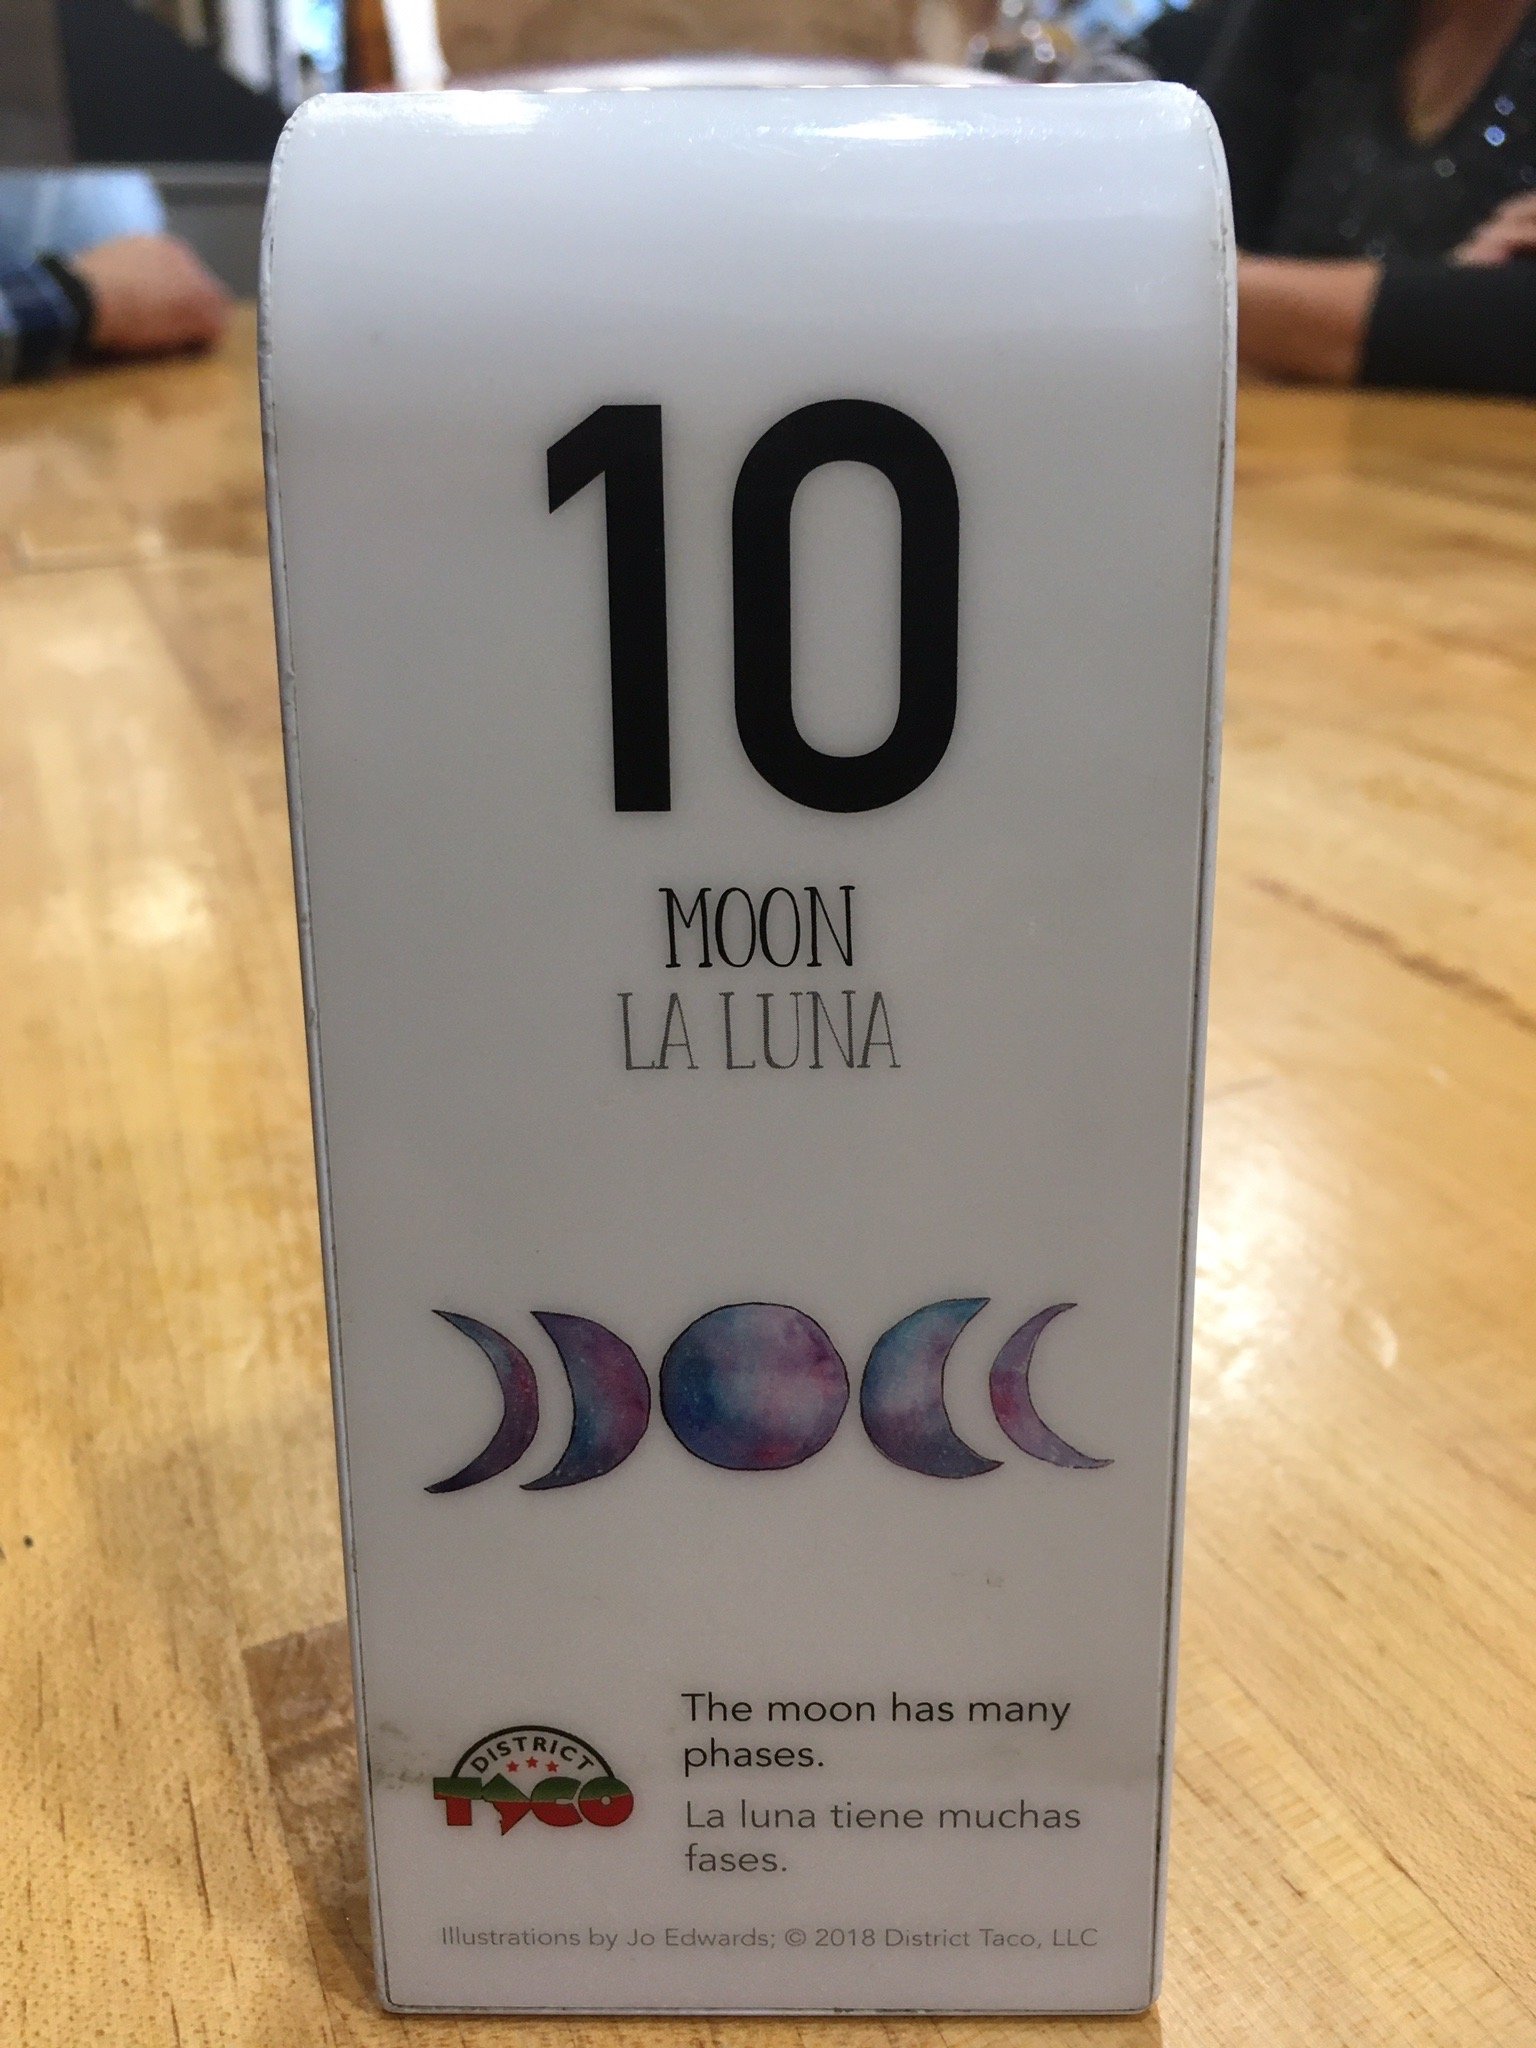 10
MOON
LA LUNA
DISTRICT
TACO
The moon has many
phases.
La luna tiene muchas
fases.
Illustrations by Jo Edwards; © 2018 District Taco, LLC